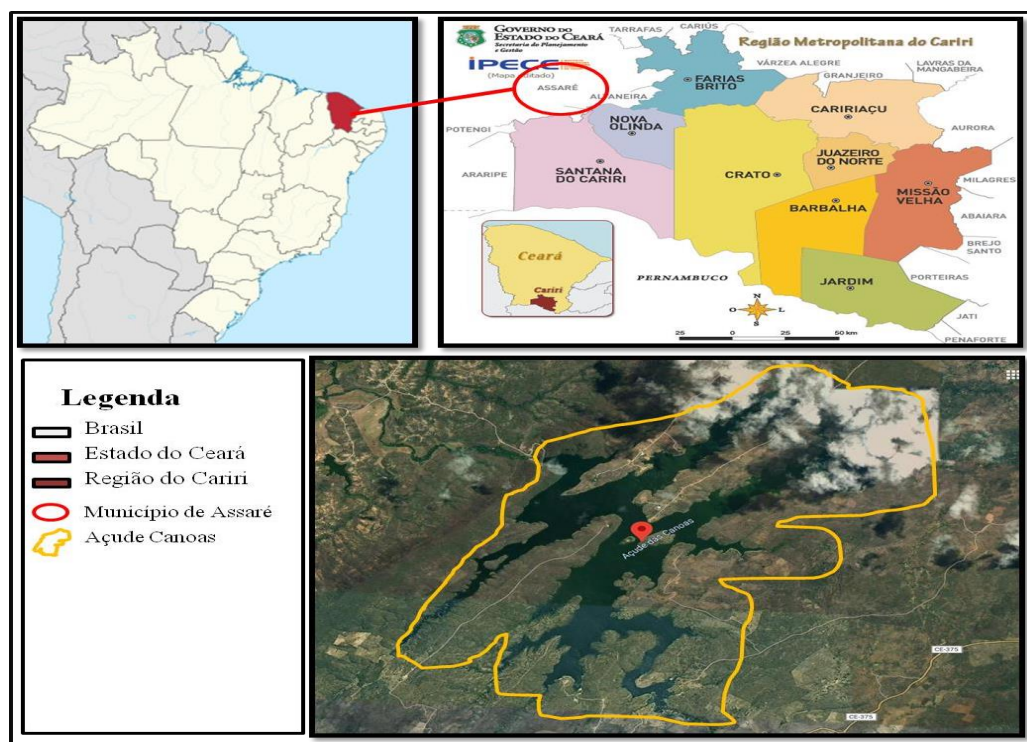 GOVERNO DO
ESTADO DO CEARÁ
Secretaria do Planejamento
e Gestão
IPECE
(Mapa editado)
Região Metropolitana do Cariri
TARRAFAS
CARIÚS
VÁRZEA ALEGRE
GRANJEIRO
LAVRAS DA
MANGABEIRA
ASSARÉ
ALTANEIRA
FARIAS
BRITO
CARIRIAÇU
POTENGI
NOVA
OLINDA
AURORA
JUAZEIRO
DO NORTE
ARARIPE
SANTANA
DO CARIRI
CRATO
MISSÃO
VELHA
MILAGRES
BARBALHA
ABAIARA
BREJO
SANTO
Ceará
Cariri
PERNAMBUCO
JARDIM
PORTEIRAS
N
O
L
S
JATI
25 0 25 50 km
PENAFORTE
Legenda
Brasil
Estado do Ceará
Região do Cariri
Município de Assaré
Açude Canoas
Açude das Canoas
CE-375
CE-375